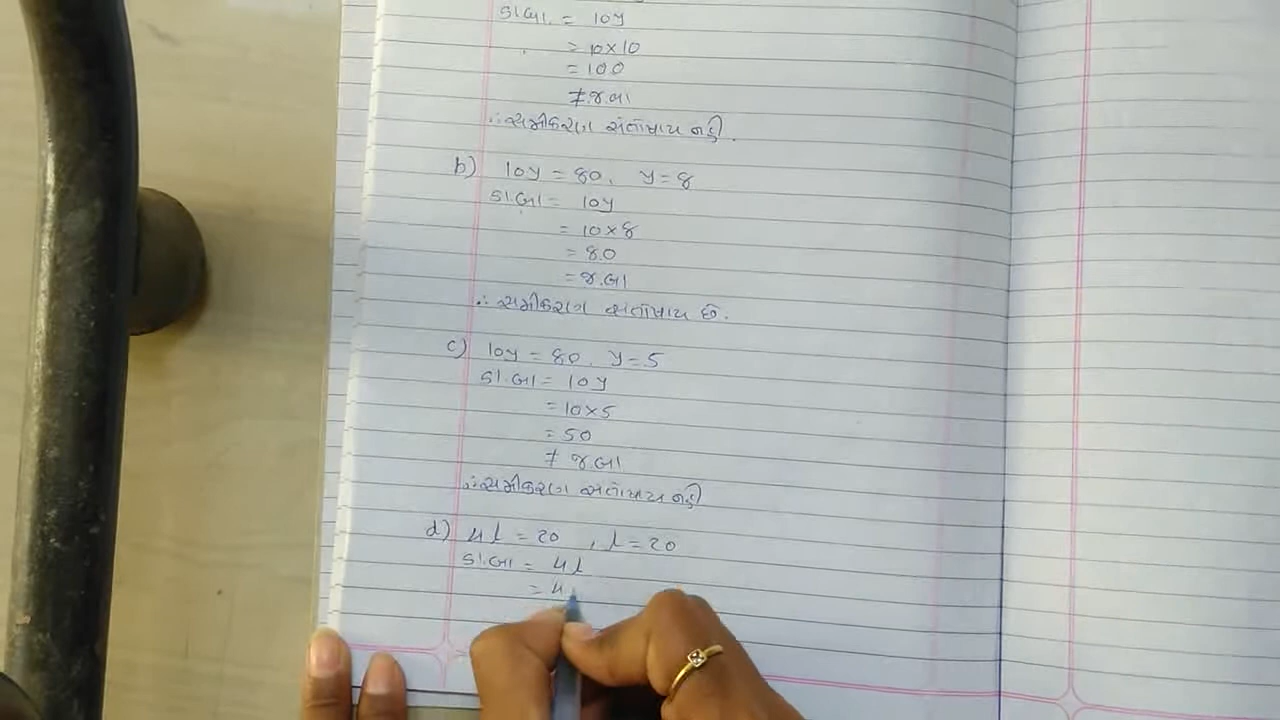 ડા.બા. = 10y
= 10 × 10
= 100
≠ જ.બા
∴ સમીકરણ સંતોષાય નહી.
b) 10y = 80, y = 8
ડા.બા = 10y
= 10 × 8
= 80
= જ.બા
∴ સમીકરણ સંતોષાય છે.
c) 10y = 80, y = 5
ડા.બા = 10y
= 10 × 5
= 50
≠ જ.બા
∴ સમીકરણ સંતોષાય નહી
d) 4l = 20, l = 20
ડા.બા = 4l
= 4